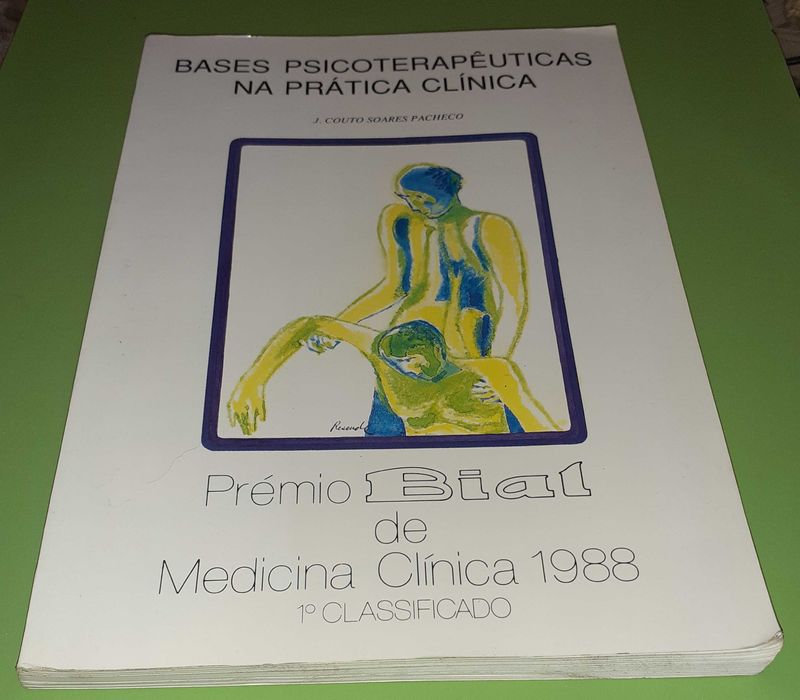 BASES PSICOTERAPÊUTICAS
NA PRÁTICA CLÍNICA
J. COUTO SOARES PACHECO
Prémio Bial
de
Medicina Clínica 1988
1º CLASSIFICADO